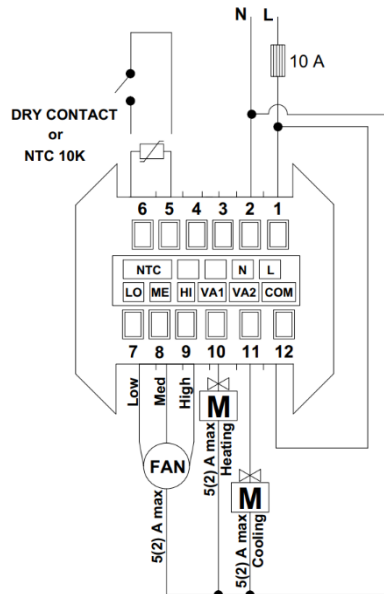 N L
10 A
DRY CONTACT
or
NTC 10K
6 5 4 3 2 1
NTC N L
LO ME HI VA1 VA2 COM
7 8 9 10 11 12
Low
Med
High
M
5(2) A max
Heating
FAN
5(2) A max
M
5(2) A max
Cooling